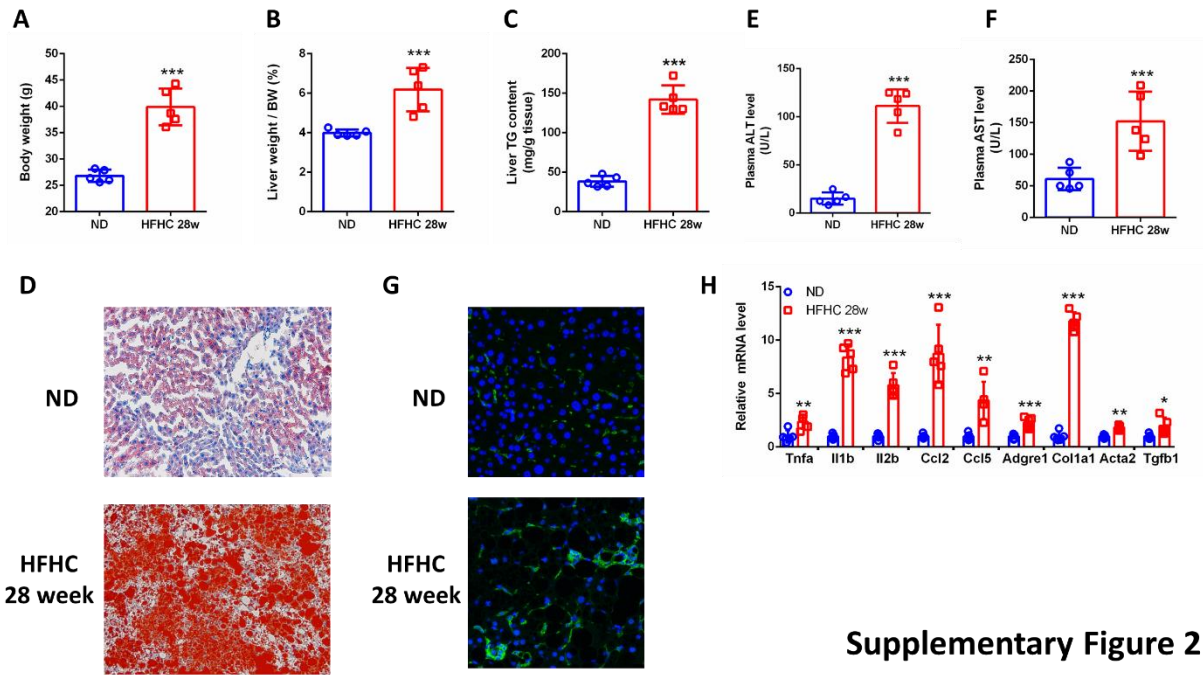 A
Body weight (g)
50
45
40
35
30
25
20
***
ND
HFHC 28w
B
Liver weight / BW (%)
8
6
4
2
0
***
ND
HFHC 28w
C
Liver TG content
(mg/g tissue)
200
150
100
50
0
***
ND
HFHC 28w
E
Plasma ALT level
(U/L)
150
100
50
0
***
ND
HFHC 28w
F
Plasma AST level
(U/L)
250
200
150
100
50
0
***
ND
HFHC 28w
D
ND
HFHC
28 week
G
ND
HFHC
28 week
H
Relative mRNA level
15
10
5
0
ND
HFHC 28w
**
***
***
***
**
***
***
**
*
Tnfa
Il1b
Il2b
Ccl2
Ccl5
Adgre1
Col1a1
Acta2
Tgfb1
Supplementary Figure 2